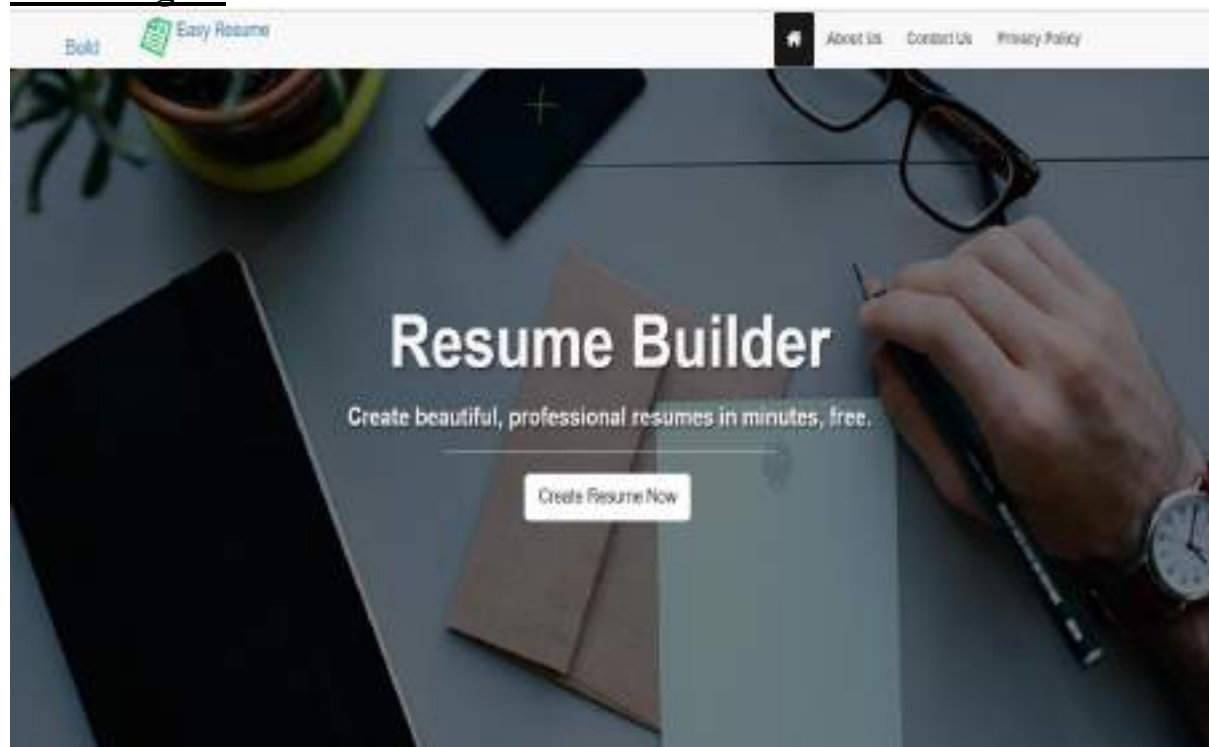 Bold Easy Resume About Us Contact Us Privacy Policy
Resume Builder
Create beautiful, professional resumes in minutes, free.
Create Resume Now